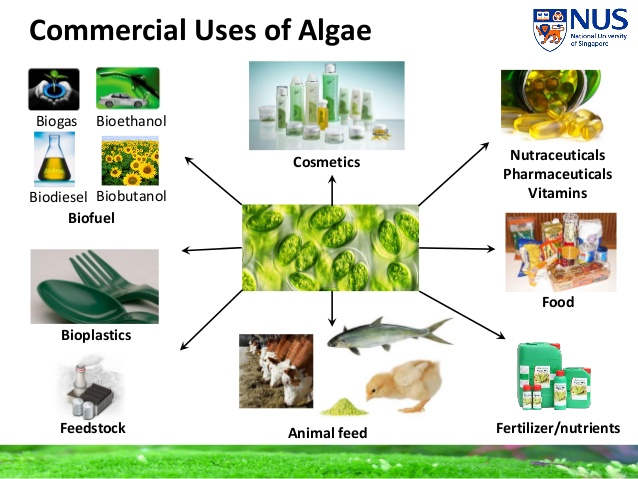 Commercial Uses of Algae
NUS
National University
of Singapore
Biogas
Bioethanol
Biodiesel
Biobutanol
Biofuel
Cosmetics
Nutraceuticals
Pharmaceuticals
Vitamins
Bioplastics
Food
Feedstock
Animal feed
Fertilizer/nutrients